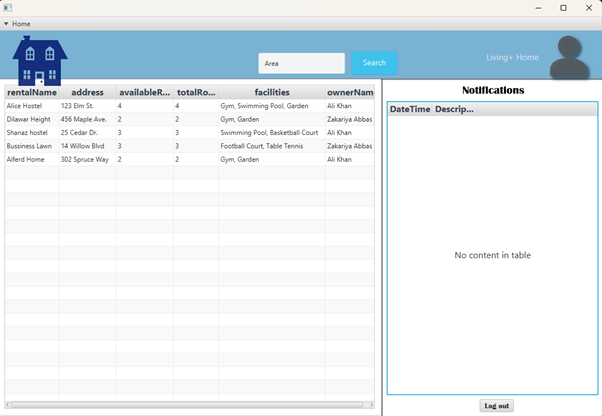 Home
Area
Search
Living+ Home
rentalName address availableR... totalRo... facilities ownerNam
Alice Hostel 123 Elm St. 4 4 Gym, Swimming Pool, Garden Ali Khan
Dilawar Height 456 Maple Ave. 2 2 Gym, Garden Zakariya Abbas
Shanaz hostel 25 Cedar Dr. 3 3 Swimming Pool, Basketball Court Ali Khan
Bussiness Lawn 14 Willow Blvd 3 3 Football Court, Table Tennis Zakariya Abbas
Alferd Home 302 Spruce Way 2 2 Gym, Garden Ali Khan
Notifications
DateTime Descrip...
No content in table
Log out